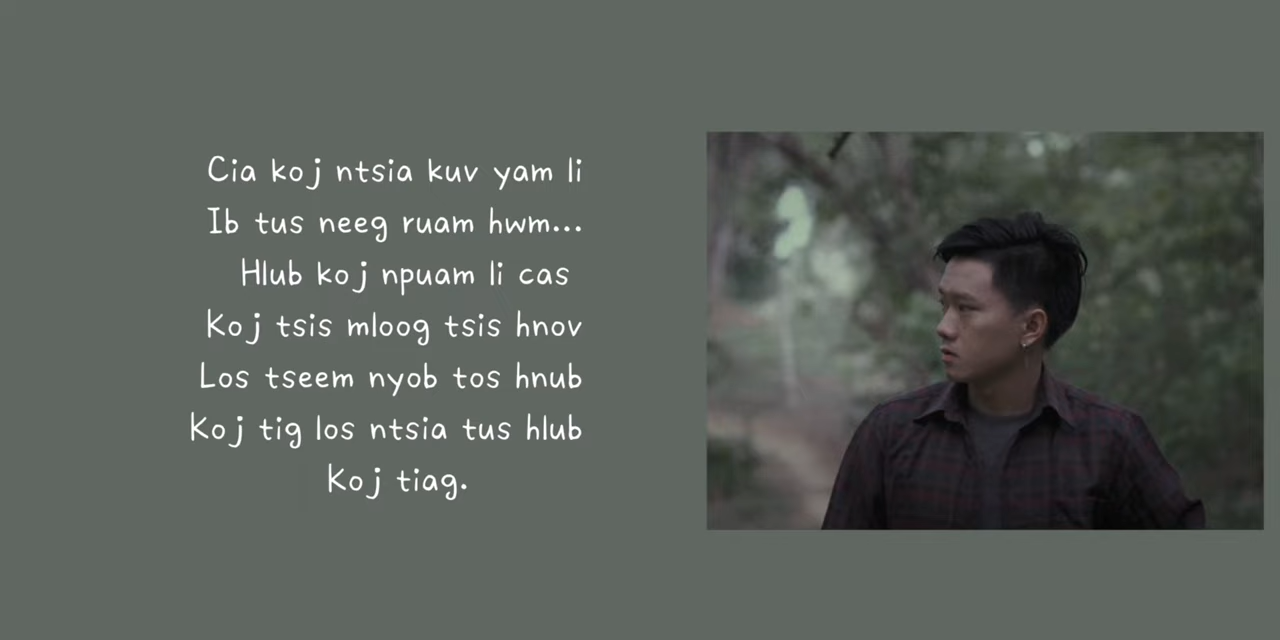 Cia koj ntsia kuv yam li
Ib tus neeg ruam hwm...
Hlub koj npuam li cas
Koj tsis mloog tsis hnov
Los tseem nyob tos hnub
Koj tig los ntsia tus hlub
Koj tiag.